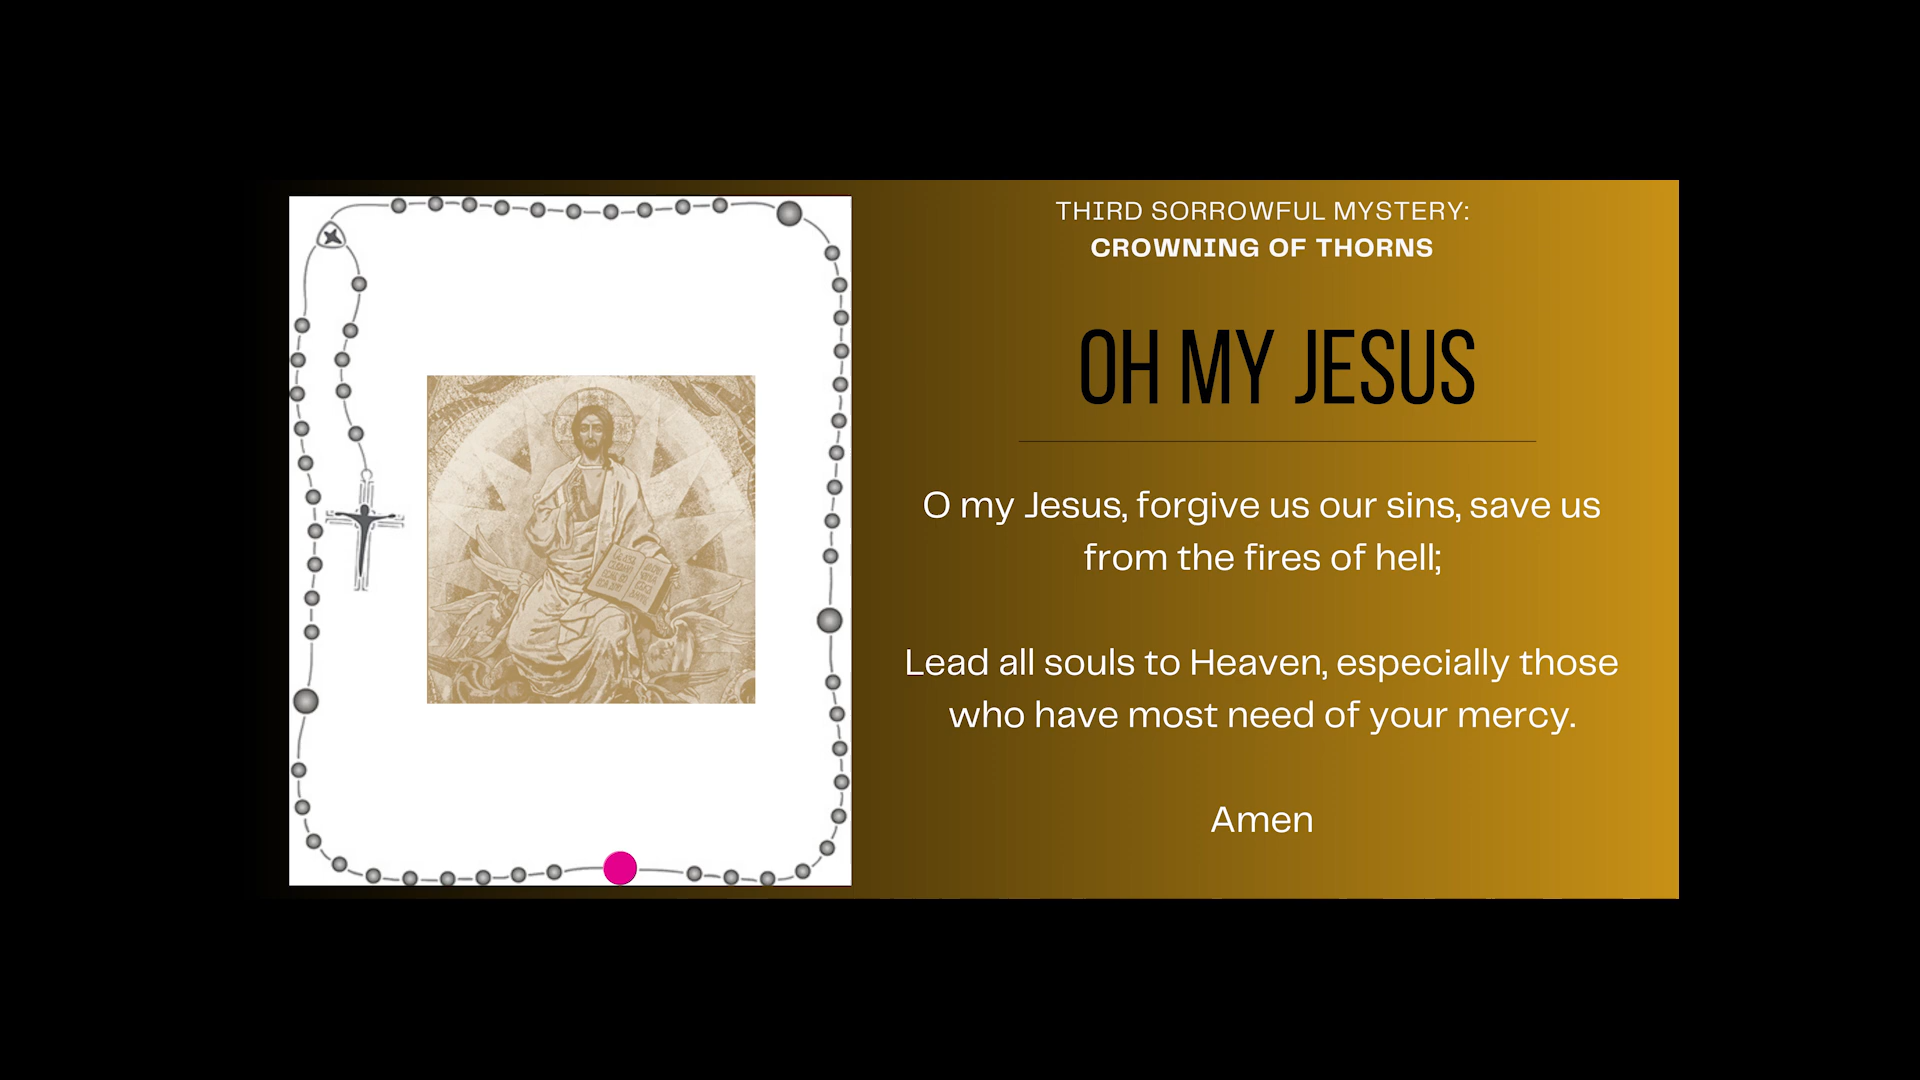 THIRD SORROWFUL MYSTERY:
CROWNING OF THORNS
OH MY JESUS
O my Jesus, forgive us our sins, save us
from the fires of hell;
Lead all souls to Heaven, especially those
who have most need of your mercy.
Amen